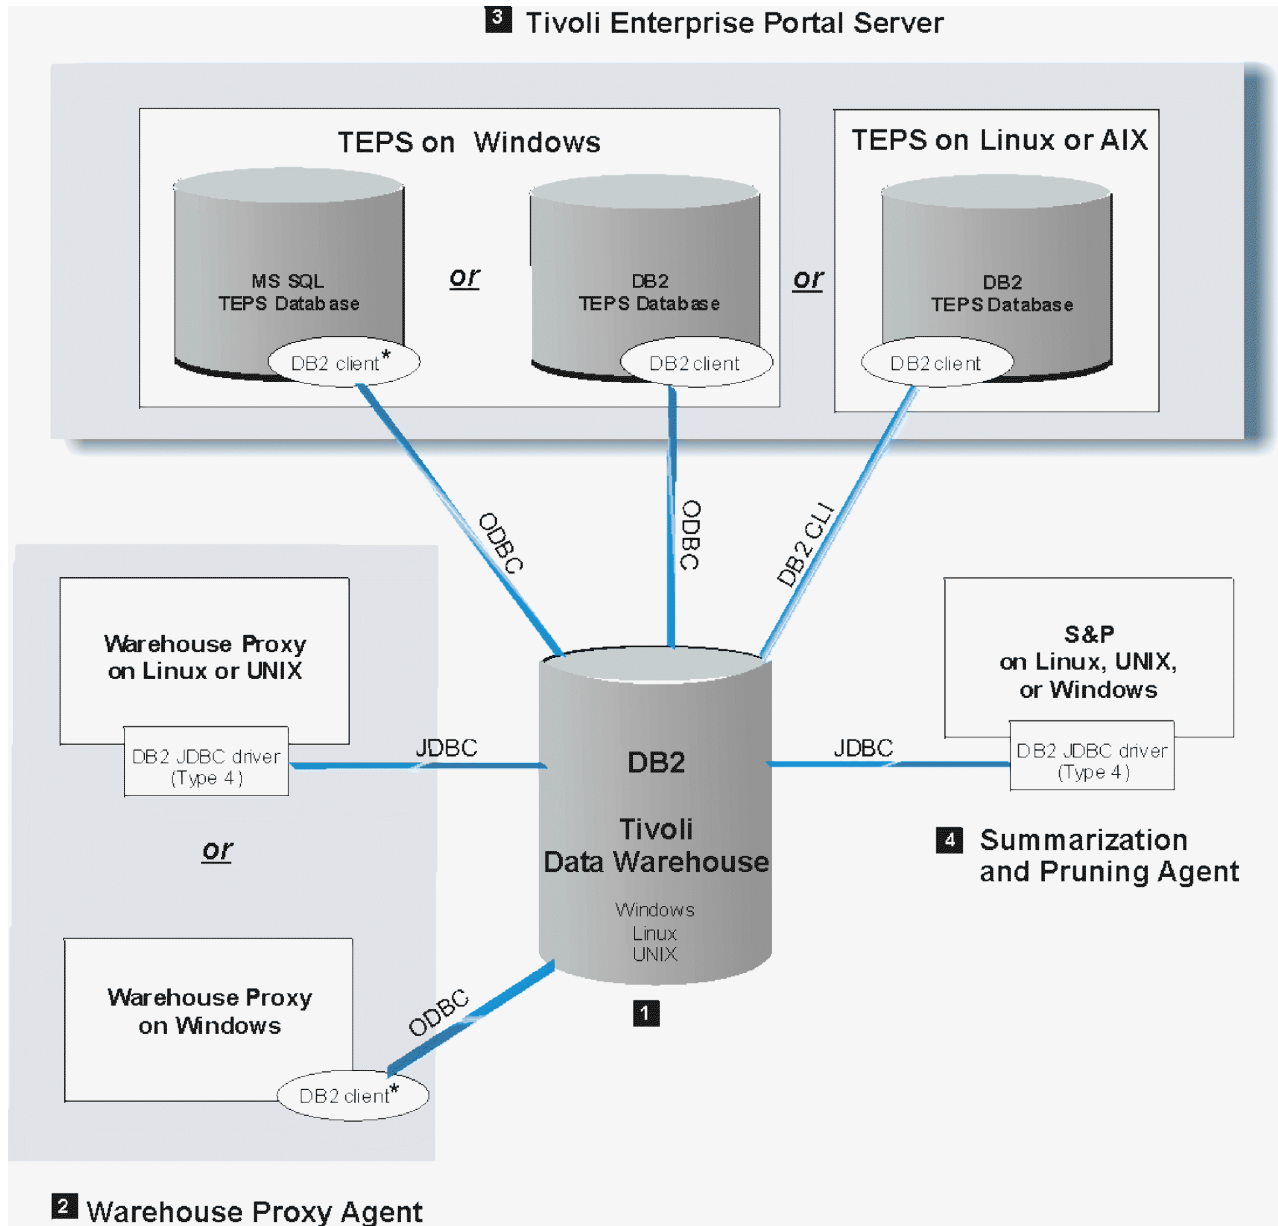 3 Tivoli Enterprise Portal Server
TEPS on Windows
TEPS on Linux or AIX
MS SQL
TEPS Database
DB2 client*
or
DB2
TEPS Database
DB2 client
or
DB2
TEPS Database
DB2 client
ODBC
ODBC
DB2 CLI
Warehouse Proxy
on Linux or UNIX
DB2 JDBC driver
(Type 4)
JDBC
or
Warehouse Proxy
on Windows
DB2 client*
ODBC
DB2
Tivoli
Data Warehouse
Windows
Linux
UNIX
1
JDBC
S&P
on Linux, UNIX,
or Windows
DB2 JDBC driver
(Type 4)
4 Summarization
and Pruning Agent
2 Warehouse Proxy Agent